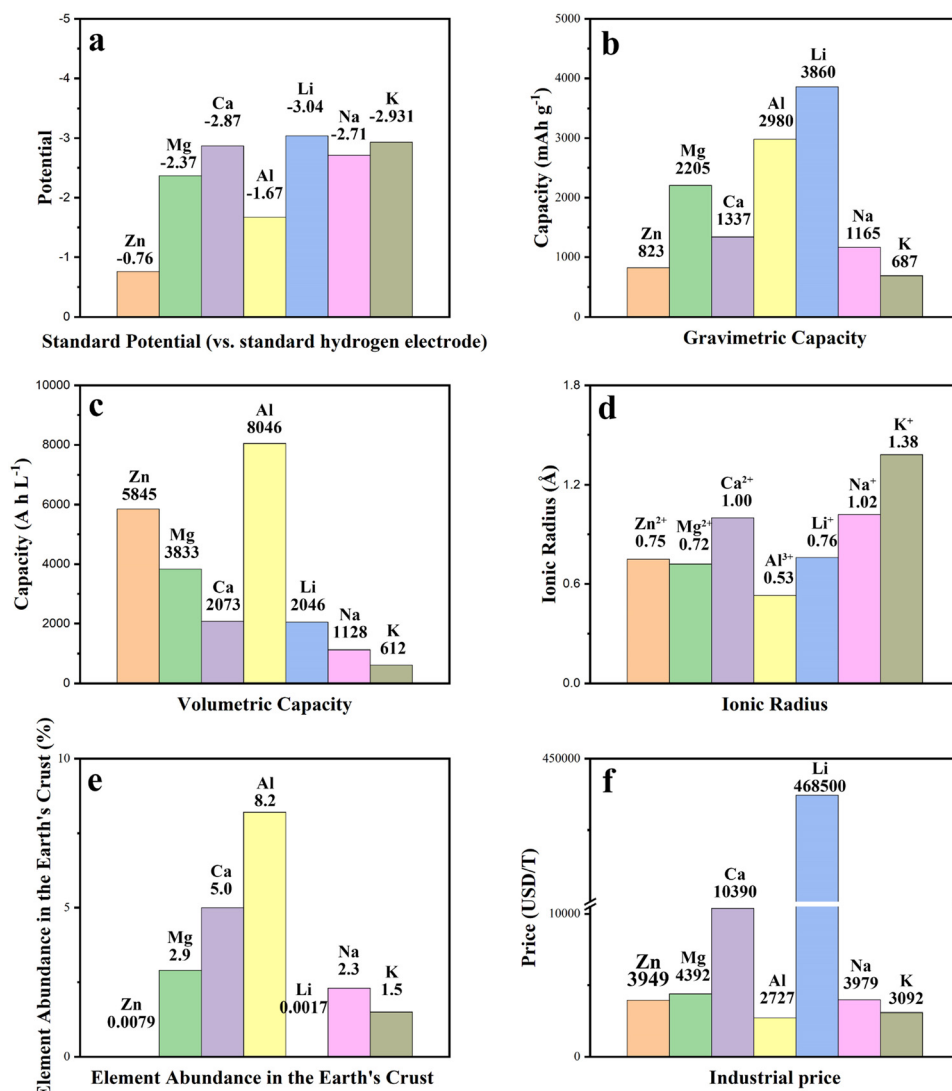 a
Potential
-5
-4
-3
-2
-1
0
Zn
-0.76
Mg
-2.37
Ca
-2.87
Al
-1.67
Li
-3.04
Na
-2.71
K
-2.931
Standard Potential (vs. standard hydrogen electrode)
b
Capacity (mAh g-1)
5000
4000
3000
2000
1000
0
Zn
823
Mg
2205
Ca
1337
Al
2980
Li
3860
Na
1165
K
687
Gravimetric Capacity
c
Capacity (A h L-1)
10000
8000
6000
4000
2000
0
Zn
5845
Mg
3833
Ca
2073
Al
8046
Li
2046
Na
1128
K
612
Volumetric Capacity
d
Ionic Radius (Å)
1.8
1.2
0.6
0.0
Zn2+
0.75
Mg2+
0.72
Ca2+
1.00
Al3+
0.53
Li+
0.76
Na+
1.02
K+
1.38
Ionic Radius
e
Element Abundance in the Earth's Crust (%)
10
5
0
Zn
0.0079
Mg
2.9
Ca
5.0
Al
8.2
Li
0.0017
Na
2.3
K
1.5
Element Abundance in the Earth's Crust
f
Price (USD/T)
450000
10000
0
Zn
3949
Mg
4392
Ca
10390
Al
2727
Li
468500
Na
3979
K
3092
Industrial price